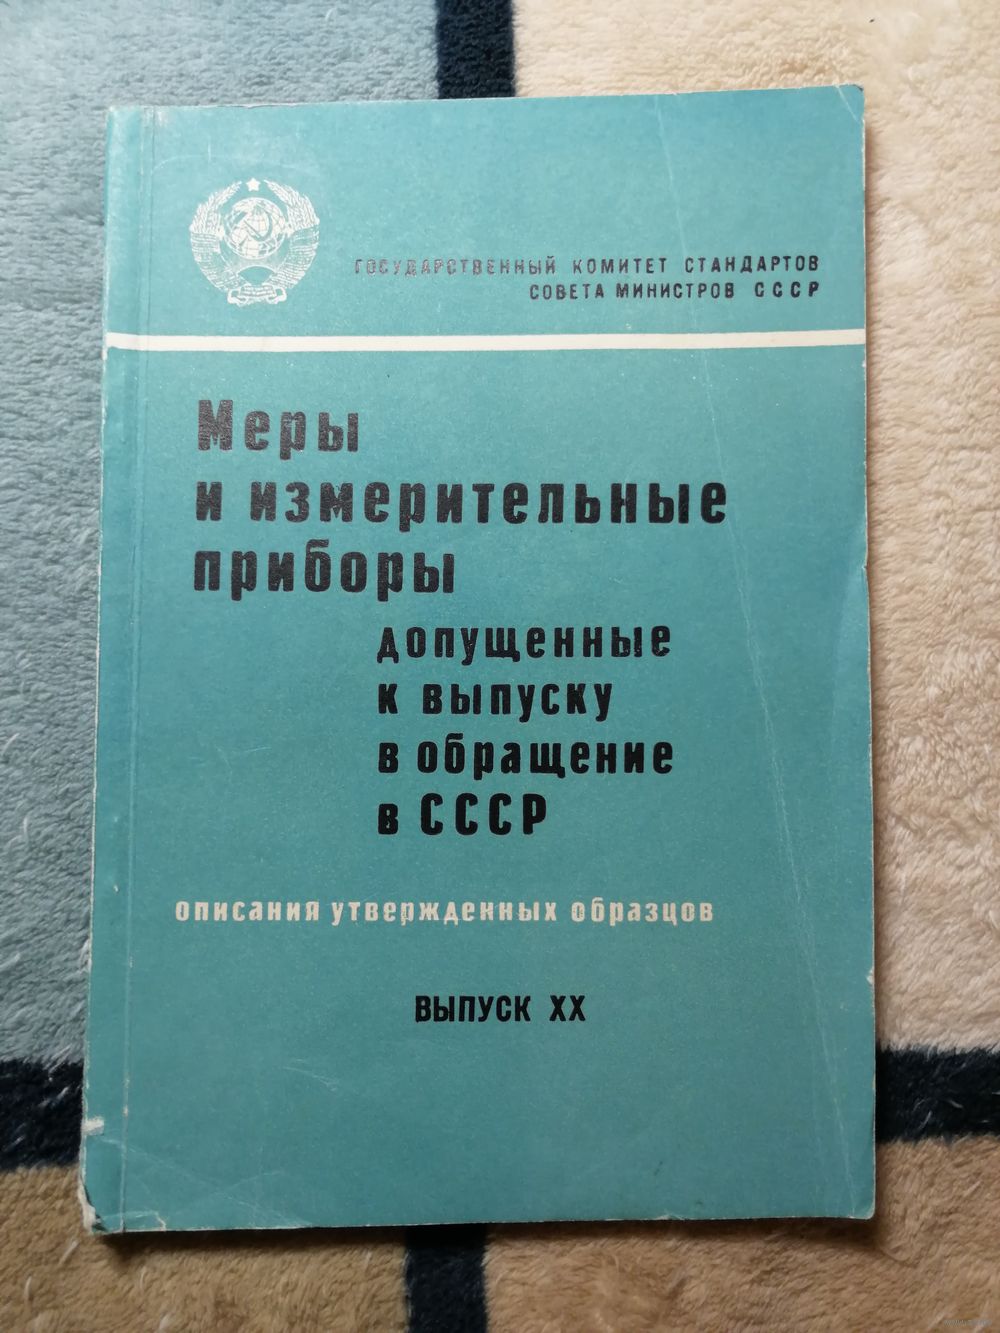 ГОСУДАРСТВЕННЫЙ КОМИТЕТ СТАНДАРТОВ
СОВЕТА МИНИСТРОВ СССР
Меры
и измерительные
приборы
допущенные
к выпуску
в обращение
в СССР
описания утвержденных образцов
ВЫПУСК XX